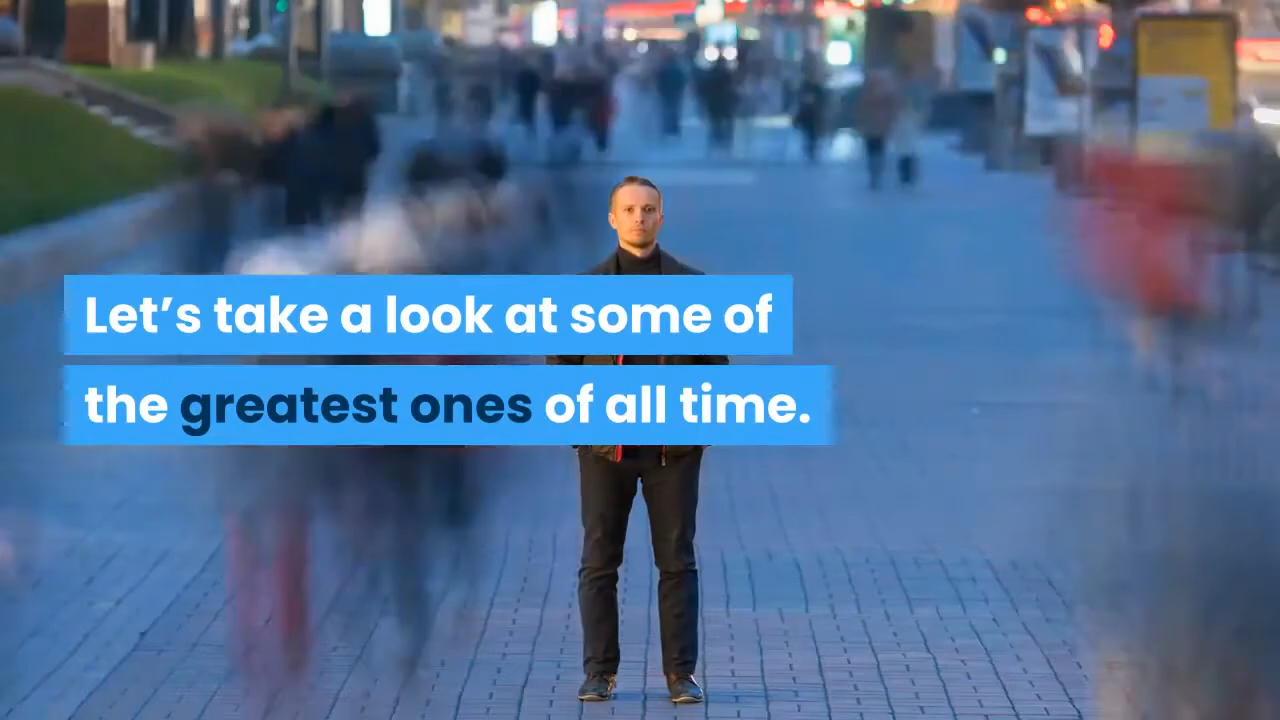 Let’s take a look at some of
the greatest ones of all time.